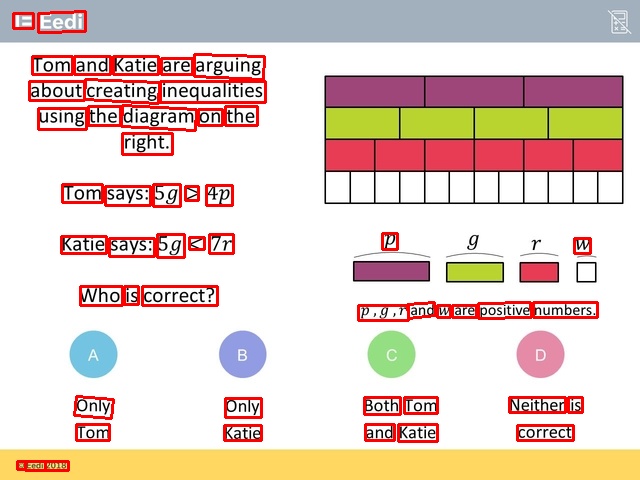 Eedi
Tom and Katie are arguing
about creating inequalities
using the diagram on the
right.
Tom says: 5g > 4p
Katie says: 5g < 7r
Who is correct?
p g r w
p , g , r and w are positive numbers.
A B C D
Only Tom
Only Katie
Both Tom and Katie
Neither is correct
© Eedi 2018